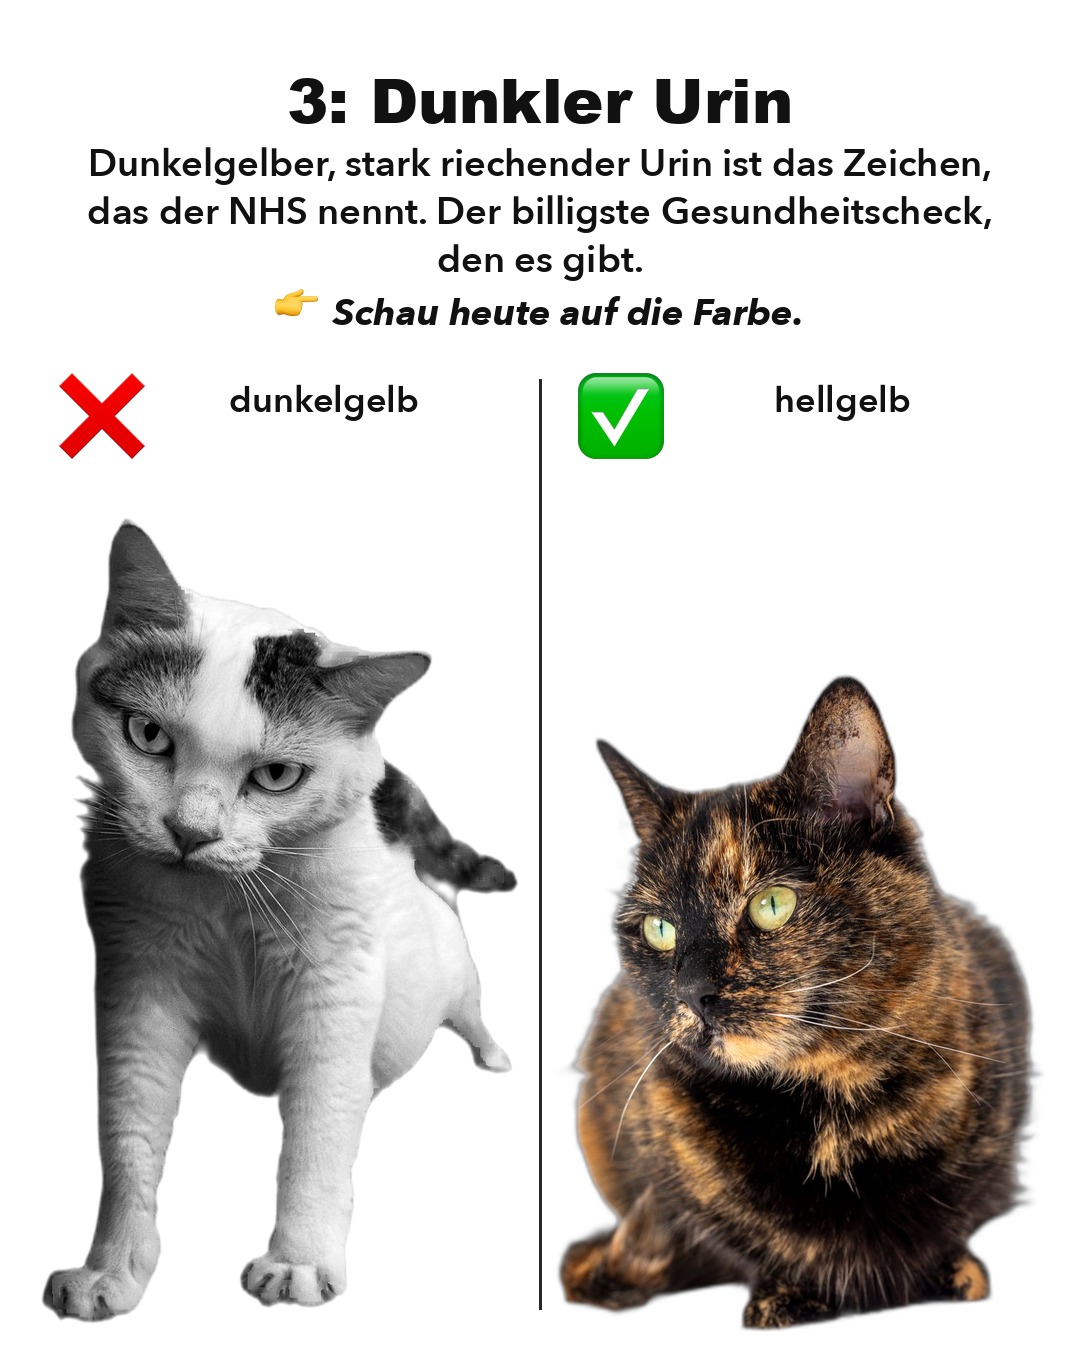 3: Dunkler Urin
Dunkelgelber, stark riechender Urin ist das Zeichen,
das der NHS nennt. Der billigste Gesundheitscheck,
den es gibt.
👉 Schau heute auf die Farbe.
dunkelgelb
hellgelb